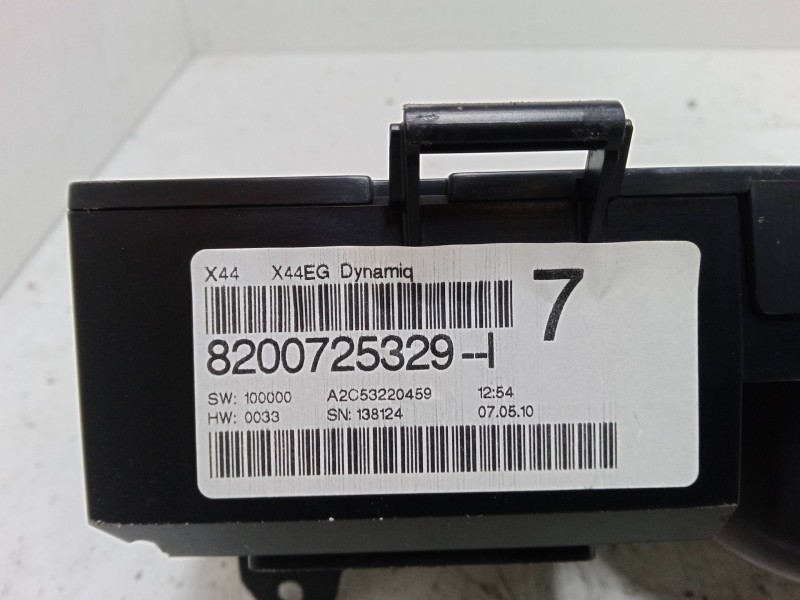 X44 X44EG Dynamiq
7
8200725329--I
SW: 100000 A2C53220459 12:54
HW: 0033 SN: 138124 07.05.10